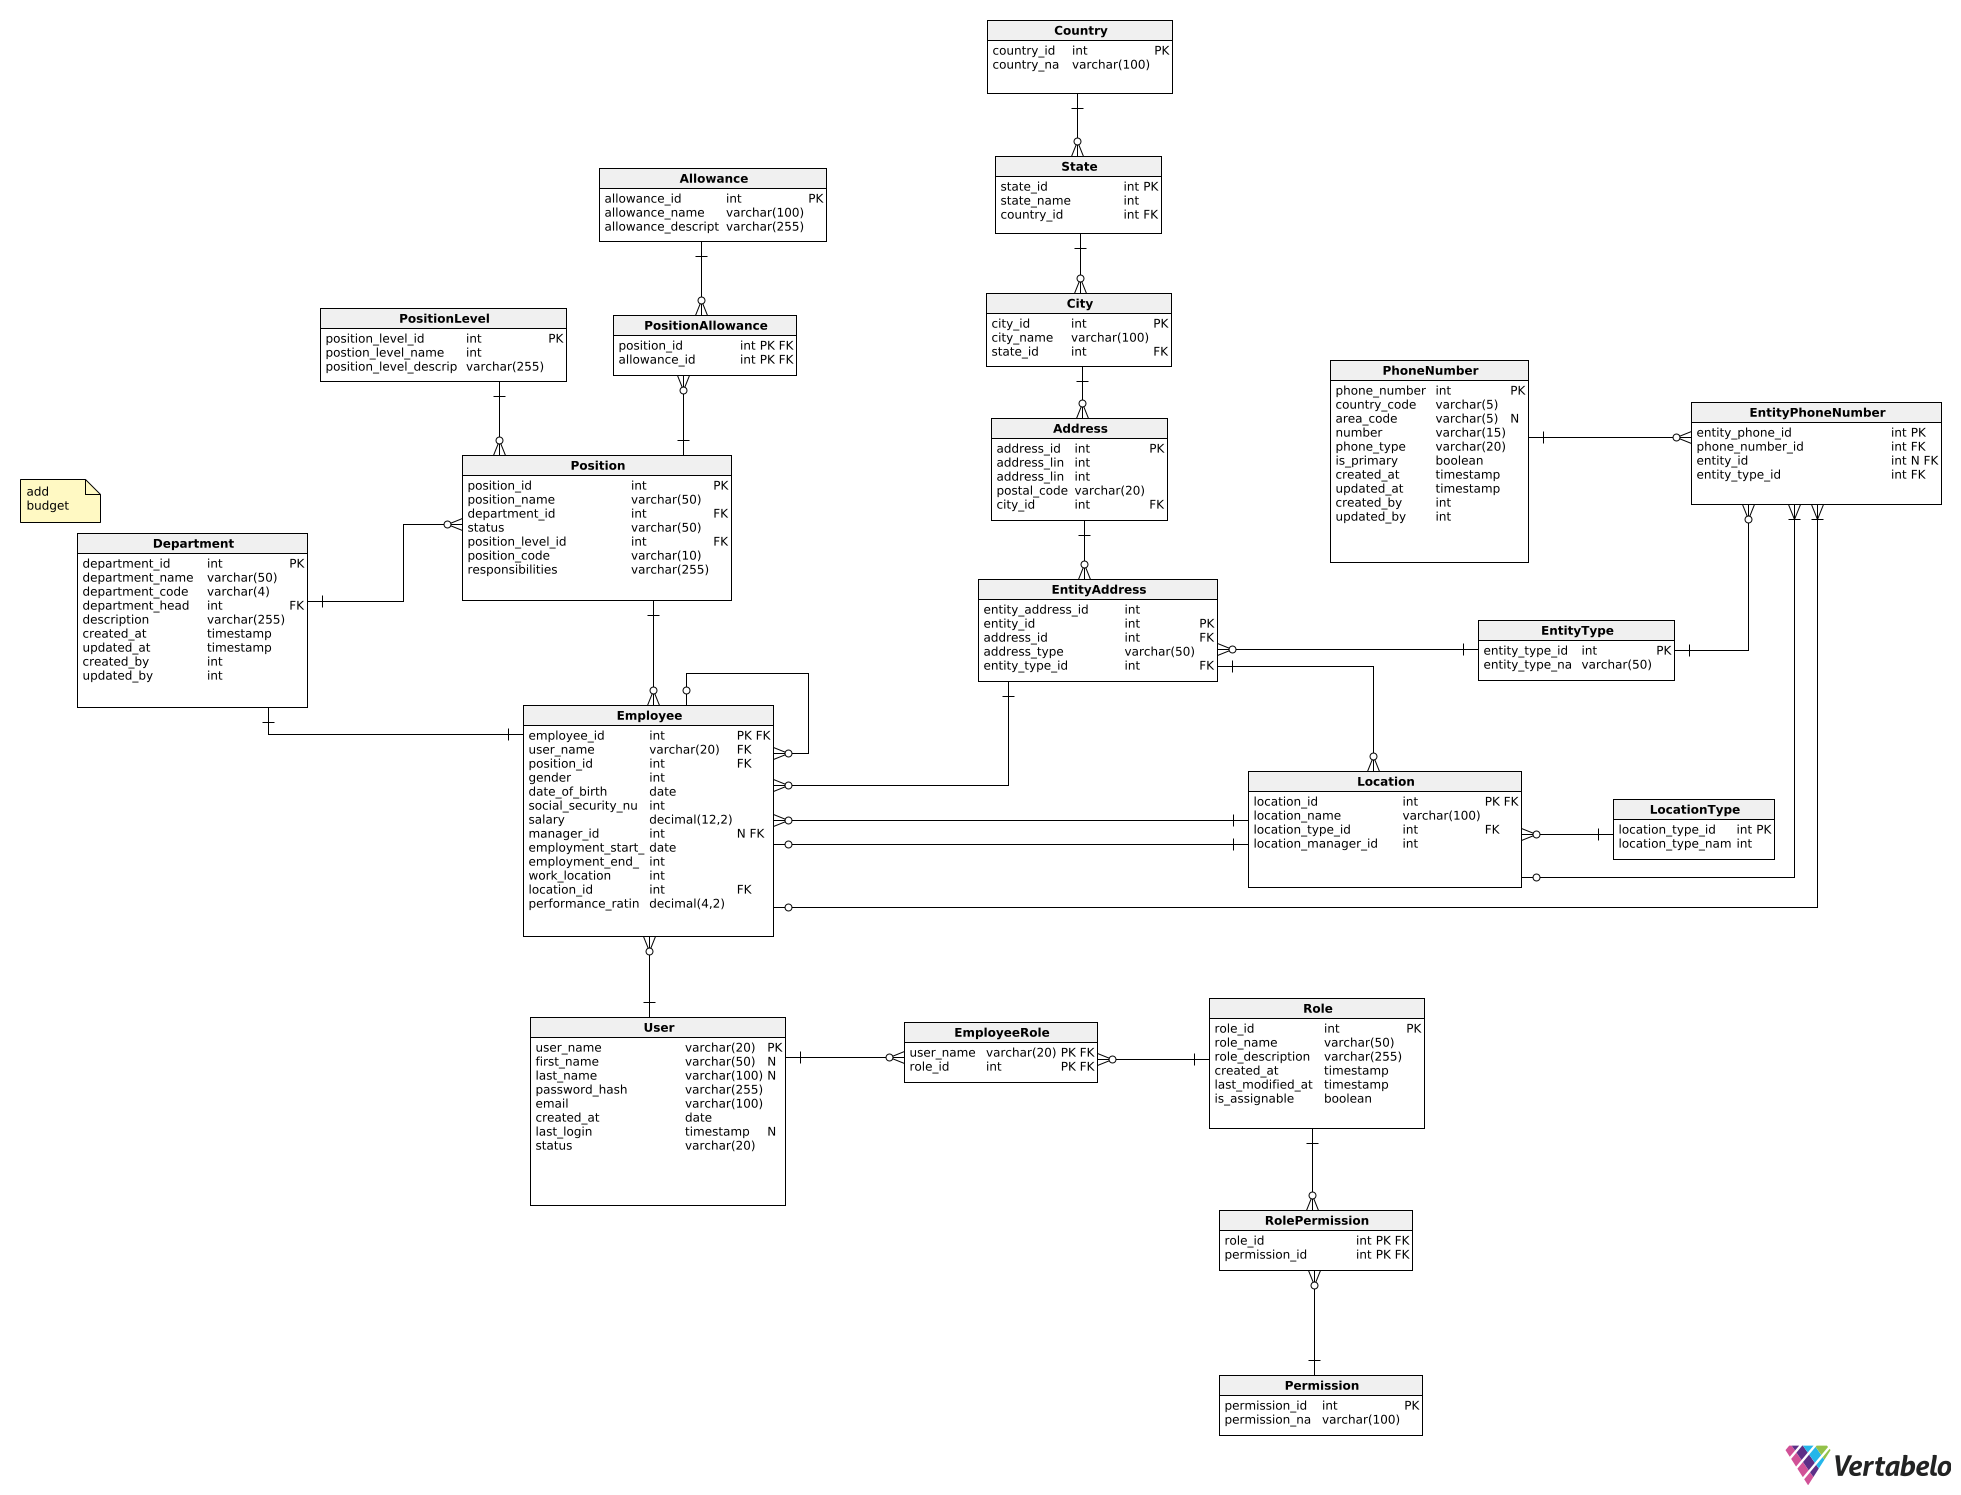 Country
country_id int PK
country_na varchar(100)
State
state_id int PK
state_name int
country_id int FK
Allowance
allowance_id int PK
allowance_name varchar(100)
allowance_descript varchar(255)
City
city_id int PK
city_name varchar(100)
state_id int FK
PositionLevel
position_level_id int PK
postion_level_name int
position_level_descrip varchar(255)
PositionAllowance
position_id int PK FK
allowance_id int PK FK
PhoneNumber
phone_number int PK
country_code varchar(5)
area_code varchar(5) N
number varchar(15)
phone_type varchar(20)
is_primary boolean
created_at timestamp
updated_at timestamp
created_by int
updated_by int
EntityPhoneNumber
entity_phone_id int PK
phone_number_id int FK
entity_id int N FK
entity_type_id int FK
Address
address_id int PK
address_lin int
address_lin int
postal_code varchar(20)
city_id int FK
Position
position_id int PK
position_name varchar(50)
department_id int FK
status varchar(50)
position_level_id int FK
position_code varchar(10)
responsibilities varchar(255)
add
budget
Department
department_id int PK
department_name varchar(50)
department_code varchar(4)
department_head int FK
description varchar(255)
created_at timestamp
updated_at timestamp
created_by int
updated_by int
EntityAddress
entity_address_id int
entity_id int PK
address_id int FK
address_type varchar(50)
entity_type_id int FK
EntityType
entity_type_id int PK
entity_type_na varchar(50)
Employee
employee_id int PK FK
user_name varchar(20) FK
position_id int FK
gender int
date_of_birth date
social_security_nu int
salary decimal(12,2)
manager_id int N FK
employment_start_ date
employment_end_ int
work_location int
location_id int FK
performance_ratin decimal(4,2)
Location
location_id int PK FK
location_name varchar(100)
location_type_id int FK
location_manager_id int
LocationType
location_type_id int PK
location_type_nam int
User
user_name varchar(20) PK
first_name varchar(50) N
last_name varchar(100) N
password_hash varchar(255)
email varchar(100)
created_at date
last_login timestamp N
status varchar(20)
EmployeeRole
user_name varchar(20) PK FK
role_id int PK FK
Role
role_id int PK
role_name varchar(50)
role_description varchar(255)
created_at timestamp
last_modified_at timestamp
is_assignable boolean
RolePermission
role_id int PK FK
permission_id int PK FK
Permission
permission_id int PK
permission_na varchar(100)
Vertabelo